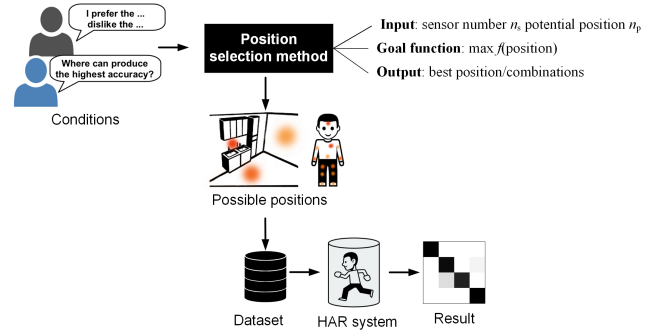 I prefer the ...
dislike the ...
Where can produce
the highest accuracy?
Conditions
Position
selection method
Input: sensor number nₛ potential position nₚ
Goal function: max f(position)
Output: best position/combinations
Possible positions
Dataset
HAR system
Result